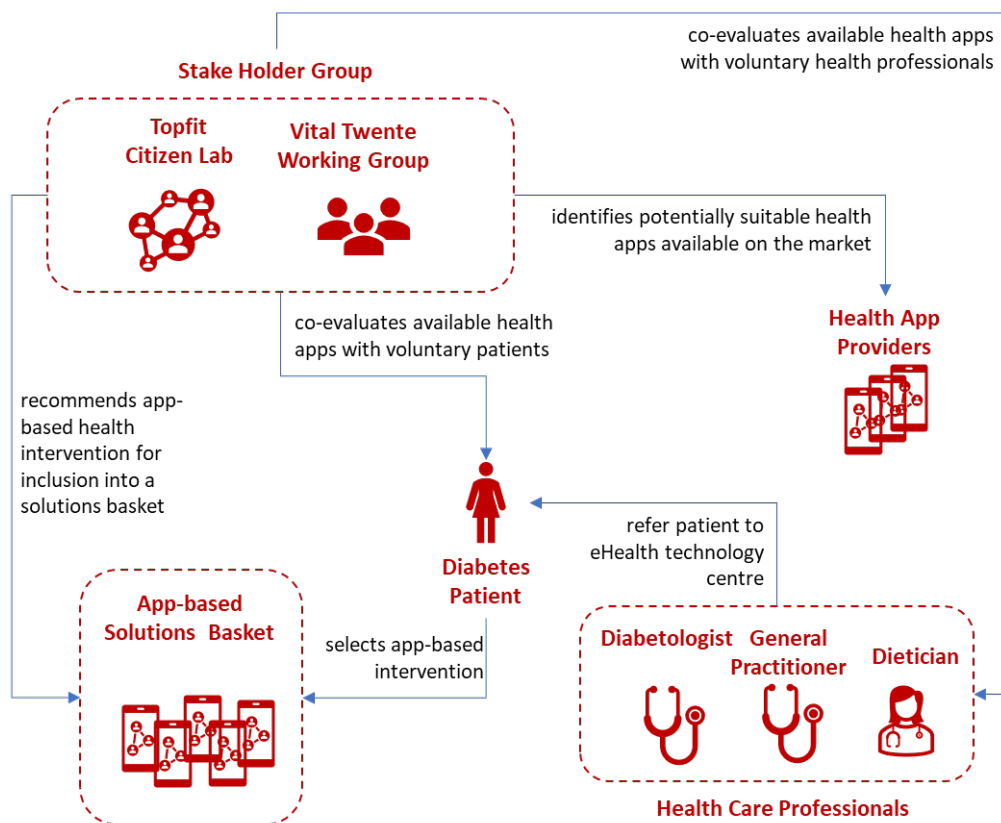 co-evaluates available health apps
with voluntary health professionals
Stake Holder Group
Topfit
Citizen Lab
Vital Twente
Working Group
identifies potentially suitable health
apps available on the market
co-evaluates available health
apps with voluntary patients
Health App
Providers
recommends app-
based health
intervention for
inclusion into a
solutions basket
refer patient to
eHealth technology
centre
Diabetes
Patient
App-based
Solutions Basket
selects app-based
intervention
Diabetologist
General
Practitioner
Dietician
Health Care Professionals